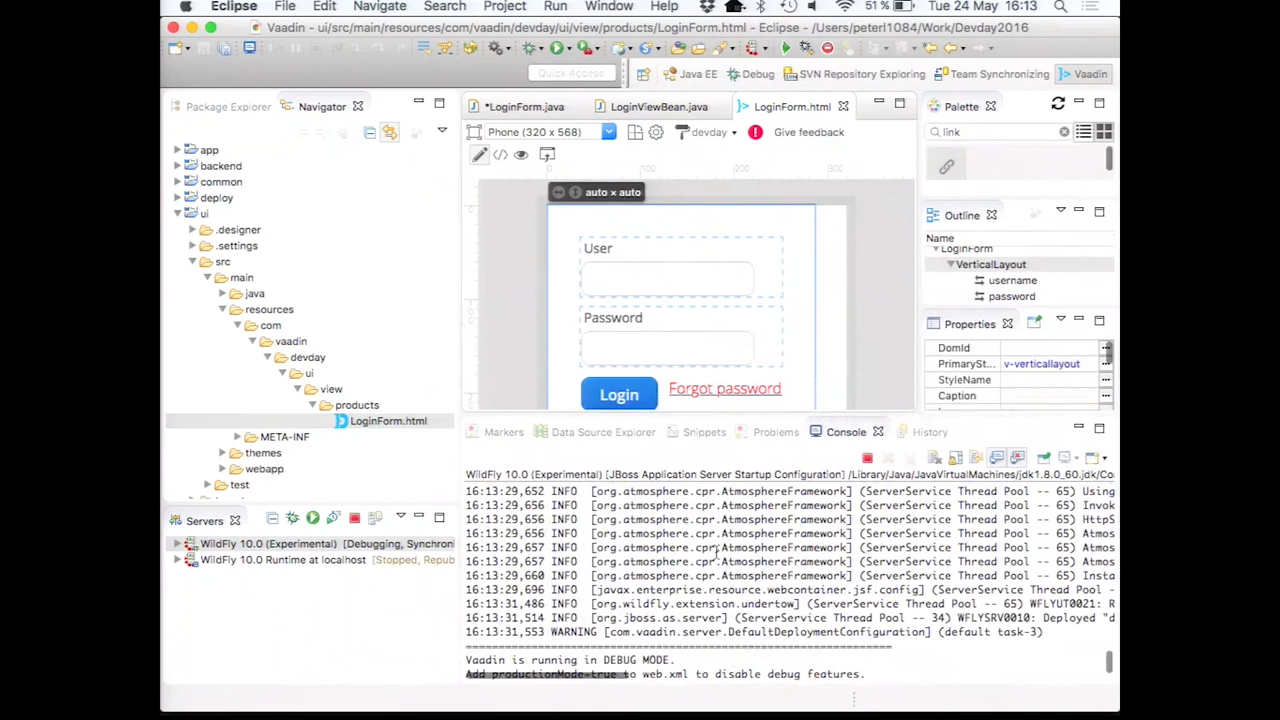 Eclipse File Edit Navigate Search Project Run Window Help 51% Tue 24 May 16:13
Vaadin - ui/src/main/resources/com/vaadin/devday/ui/view/products/LoginForm.html - Eclipse - /Users/peterl1084/Work/Devday2016
Quick Access Java EE Debug SVN Repository Exploring Team Synchronizing Vaadin
Package Explorer Navigator
*LoginForm.java LoginViewBean.java LoginForm.html
Palette
Phone (320 x 568) devday Give feedback
link
app
backend
common
deploy
ui
.designer
.settings
src
main
java
resources
com
vaadin
devday
ui
view
products
LoginForm.html
META-INF
themes
webapp
test
0 100 200 300
auto × auto
User
Password
Login Forgot password
Outline
Name
LoginForm
VerticalLayout
username
password
Properties
DomId
PrimarySt... v-verticallayout
StyleName
Caption
Servers
WildFly 10.0 (Experimental) [Debugging, Synchron
WildFly 10.0 Runtime at localhost [Stopped, Repub
Markers Data Source Explorer Snippets Problems Console History
WildFly 10.0 (Experimental) [JBoss Application Server Startup Configuration] /Library/Java/JavaVirtualMachines/jdk1.8.0_60.jdk/Co
16:13:29,652 INFO [org.atmosphere.cpr.AtmosphereFramework] (ServerService Thread Pool -- 65) Using
16:13:29,656 INFO [org.atmosphere.cpr.AtmosphereFramework] (ServerService Thread Pool -- 65) Invok
16:13:29,656 INFO [org.atmosphere.cpr.AtmosphereFramework] (ServerService Thread Pool -- 65) HttpS
16:13:29,656 INFO [org.atmosphere.cpr.AtmosphereFramework] (ServerService Thread Pool -- 65) Atmos
16:13:29,657 INFO [org.atmosphere.cpr.AtmosphereFramework] (ServerService Thread Pool -- 65) Atmos
16:13:29,657 INFO [org.atmosphere.cpr.AtmosphereFramework] (ServerService Thread Pool -- 65) Atmos
16:13:29,660 INFO [org.atmosphere.cpr.AtmosphereFramework] (ServerService Thread Pool -- 65) Insta
16:13:29,696 INFO [javax.enterprise.resource.webcontainer.jsf.config] (ServerService Thread Pool -
16:13:31,486 INFO [org.wildfly.extension.undertow] (ServerService Thread Pool -- 65) WFLYUT0021: R
16:13:31,514 INFO [org.jboss.as.server] (ServerService Thread Pool -- 34) WFLYSRV0010: Deployed "d
16:13:31,553 WARNING [com.vaadin.server.DefaultDeploymentConfiguration] (default task-3)
=================================================================
Vaadin is running in DEBUG MODE.
Add productionMode=true to web.xml to disable debug features.